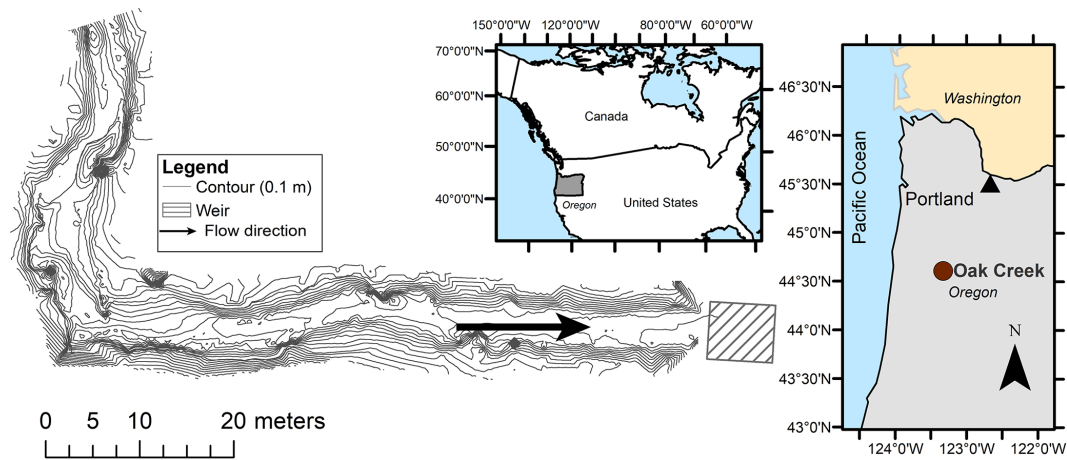 Legend
Contour (0.1 m)
Weir
Flow direction
0 5 10 20 meters
150°0'0"W 120°0'0"W 80°0'0"W 60°0'0"W
70°0'0"N
60°0'0"N
50°0'0"N
40°0'0"N
Canada
Oregon
United States
46°30'N
46°0'N
45°30'N
45°0'N
44°30'N
44°0'N
43°30'N
43°0'N
Pacific Ocean
Washington
Portland
Oak Creek
Oregon
N
124°0'W 123°0'W 122°0'W